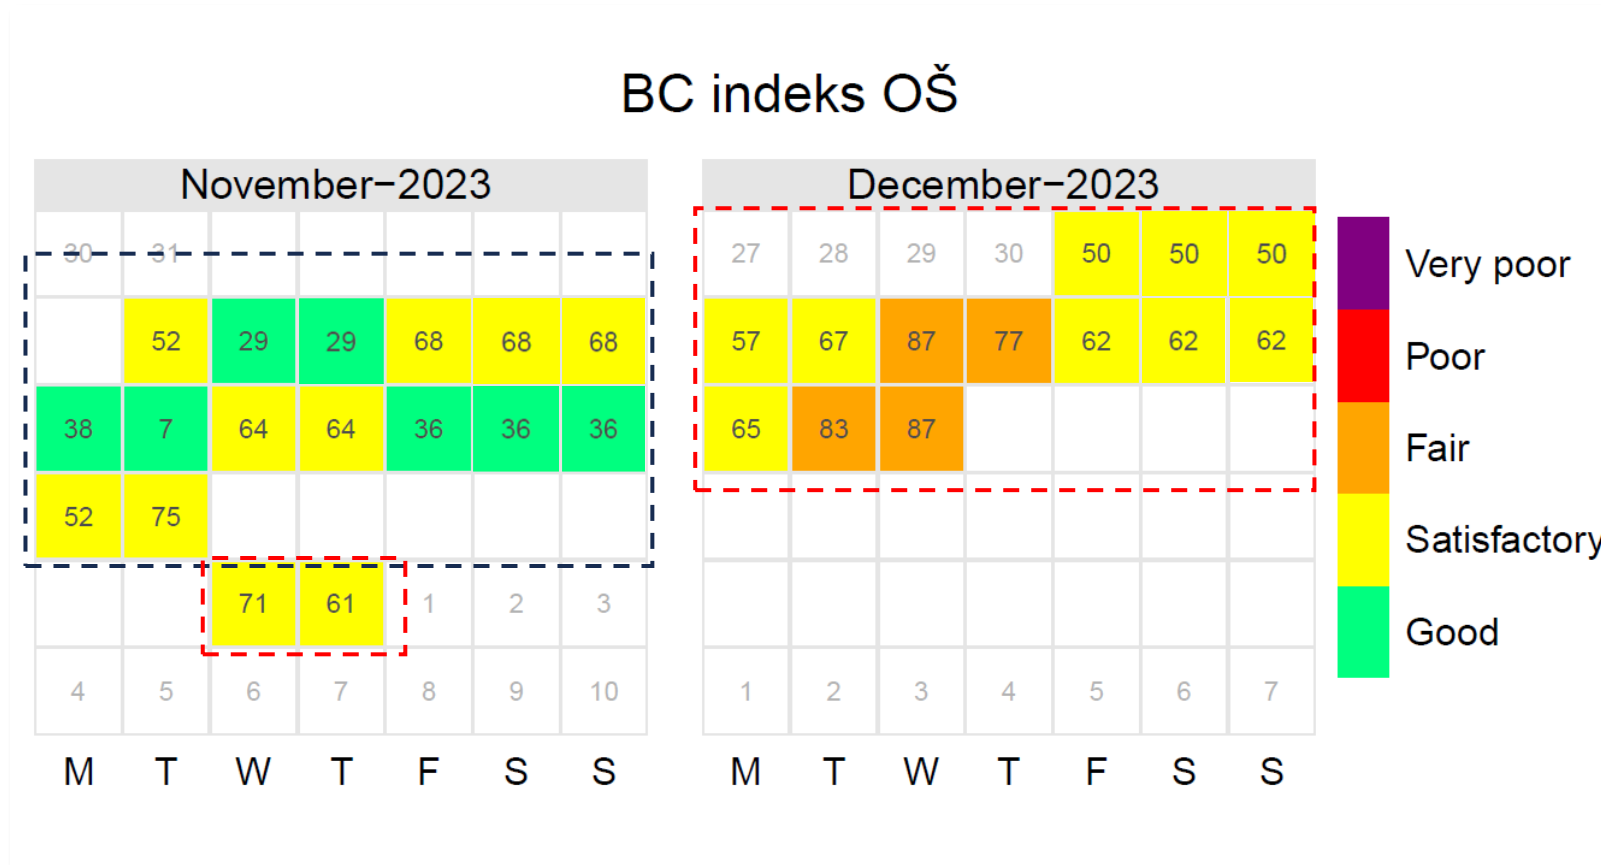 BC indeks OŠ
November−2023
30 31
52 29 29 68 68 68
38 7 64 64 36 36 36
52 75
71 61 1 2 3
4 5 6 7 8 9 10
M T W T F S S
December−2023
27 28 29 30 50 50 50
57 67 87 77 62 62 62
65 83 87
1 2 3 4 5 6 7
M T W T F S S
Very poor
Poor
Fair
Satisfactory
Good